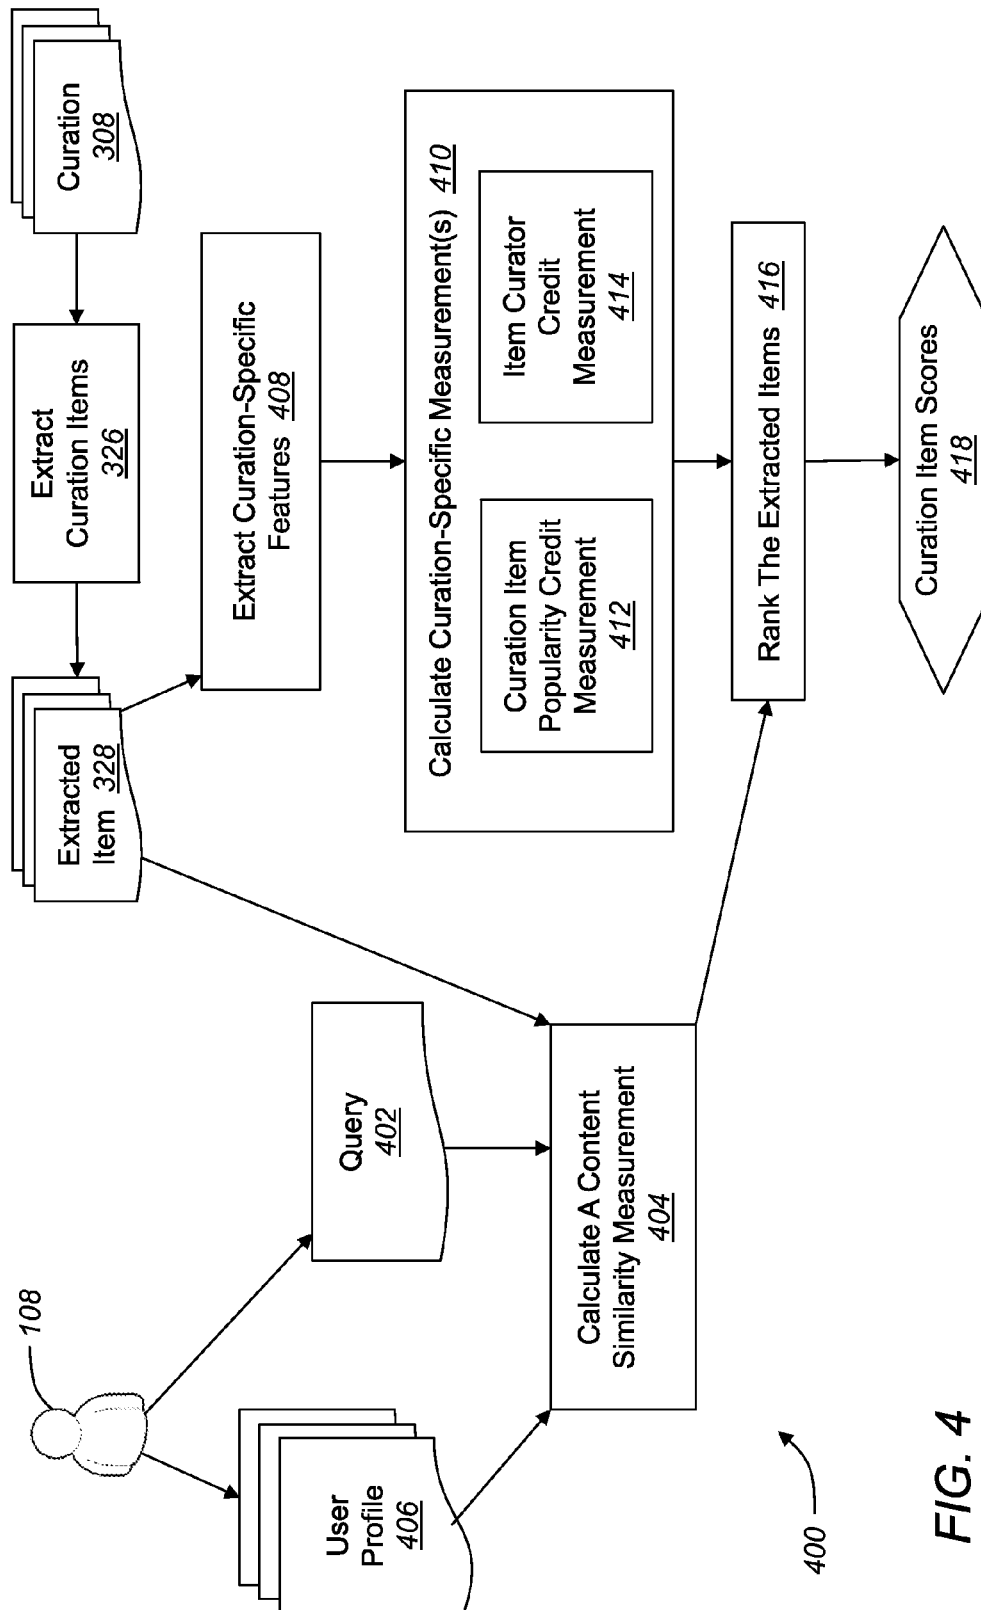 108
User
Profile
406
Query
402
Extracted
Item 328
Extract
Curation Items
326
Curation
308
Extract Curation-Specific
Features 408
Calculate Curation-Specific Measurement(s) 410
Curation Item
Popularity Credit
Measurement
412
Item Curator
Credit
Measurement
414
Calculate A Content
Similarity Measurement
404
Rank The Extracted Items 416
Curation Item Scores
418
400
FIG. 4